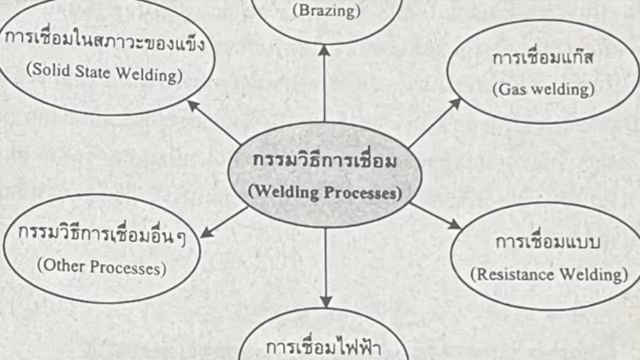 (Brazing)
การเชื่อมในสภาวะของแข็ง
(Solid State Welding)
การเชื่อมแก๊ส
(Gas welding)
กรรมวิธีการเชื่อม
(Welding Processes)
กรรมวิธีการเชื่อมอื่นๆ
(Other Processes)
การเชื่อมแบบ
(Resistance Welding)
การเชื่อมไฟฟ้า